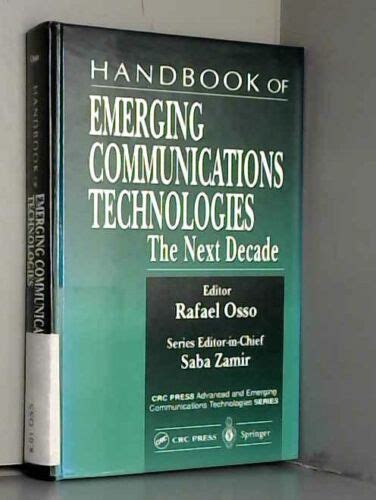 HANDBOOK OF
EMERGING
COMMUNICATIONS
TECHNOLOGIES
The Next Decade
Editor
Rafael Osso
Series Editor-in-Chief
Saba Zamir
CRC PRESS Advanced and Emerging
Communications Technologies SERIES
CRC PRESS
Springer
Osso
HANDBOOK OF
EMERGING COMMUNICA
TECHNOLOGIES